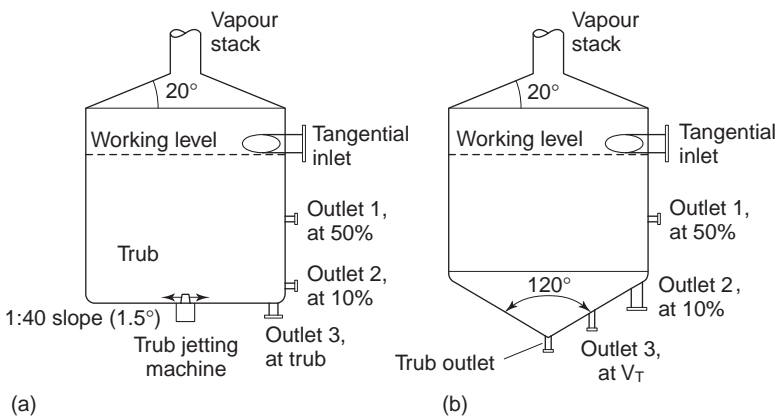 Vapour
stack
20°
Working level
Tangential
inlet
Outlet 1,
at 50%
Trub
Outlet 2,
at 10%
1:40 slope (1.5°)
Outlet 3,
at trub
Trub jetting
machine
(a)
Vapour
stack
20°
Working level
Tangential
inlet
Outlet 1,
at 50%
120°
Outlet 2,
at 10%
Trub outlet
Outlet 3,
at VT
(b)